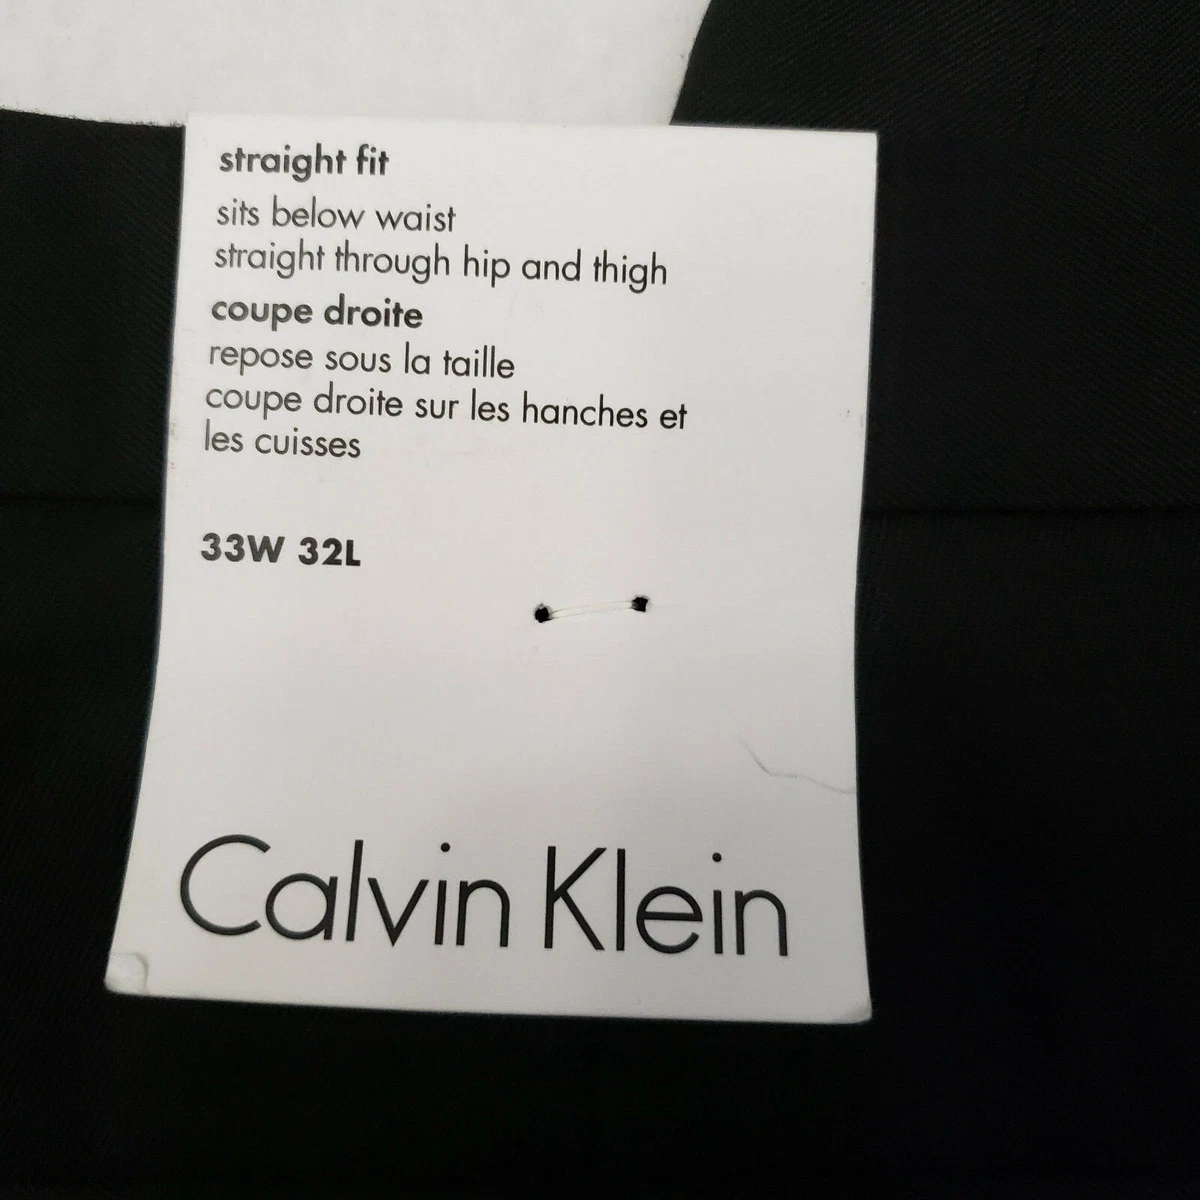 straight fit
sits below waist
straight through hip and thigh
coupe droite
repose sous la taille
coupe droite sur les hanches et
les cuisses
33W 32L
Calvin Klein